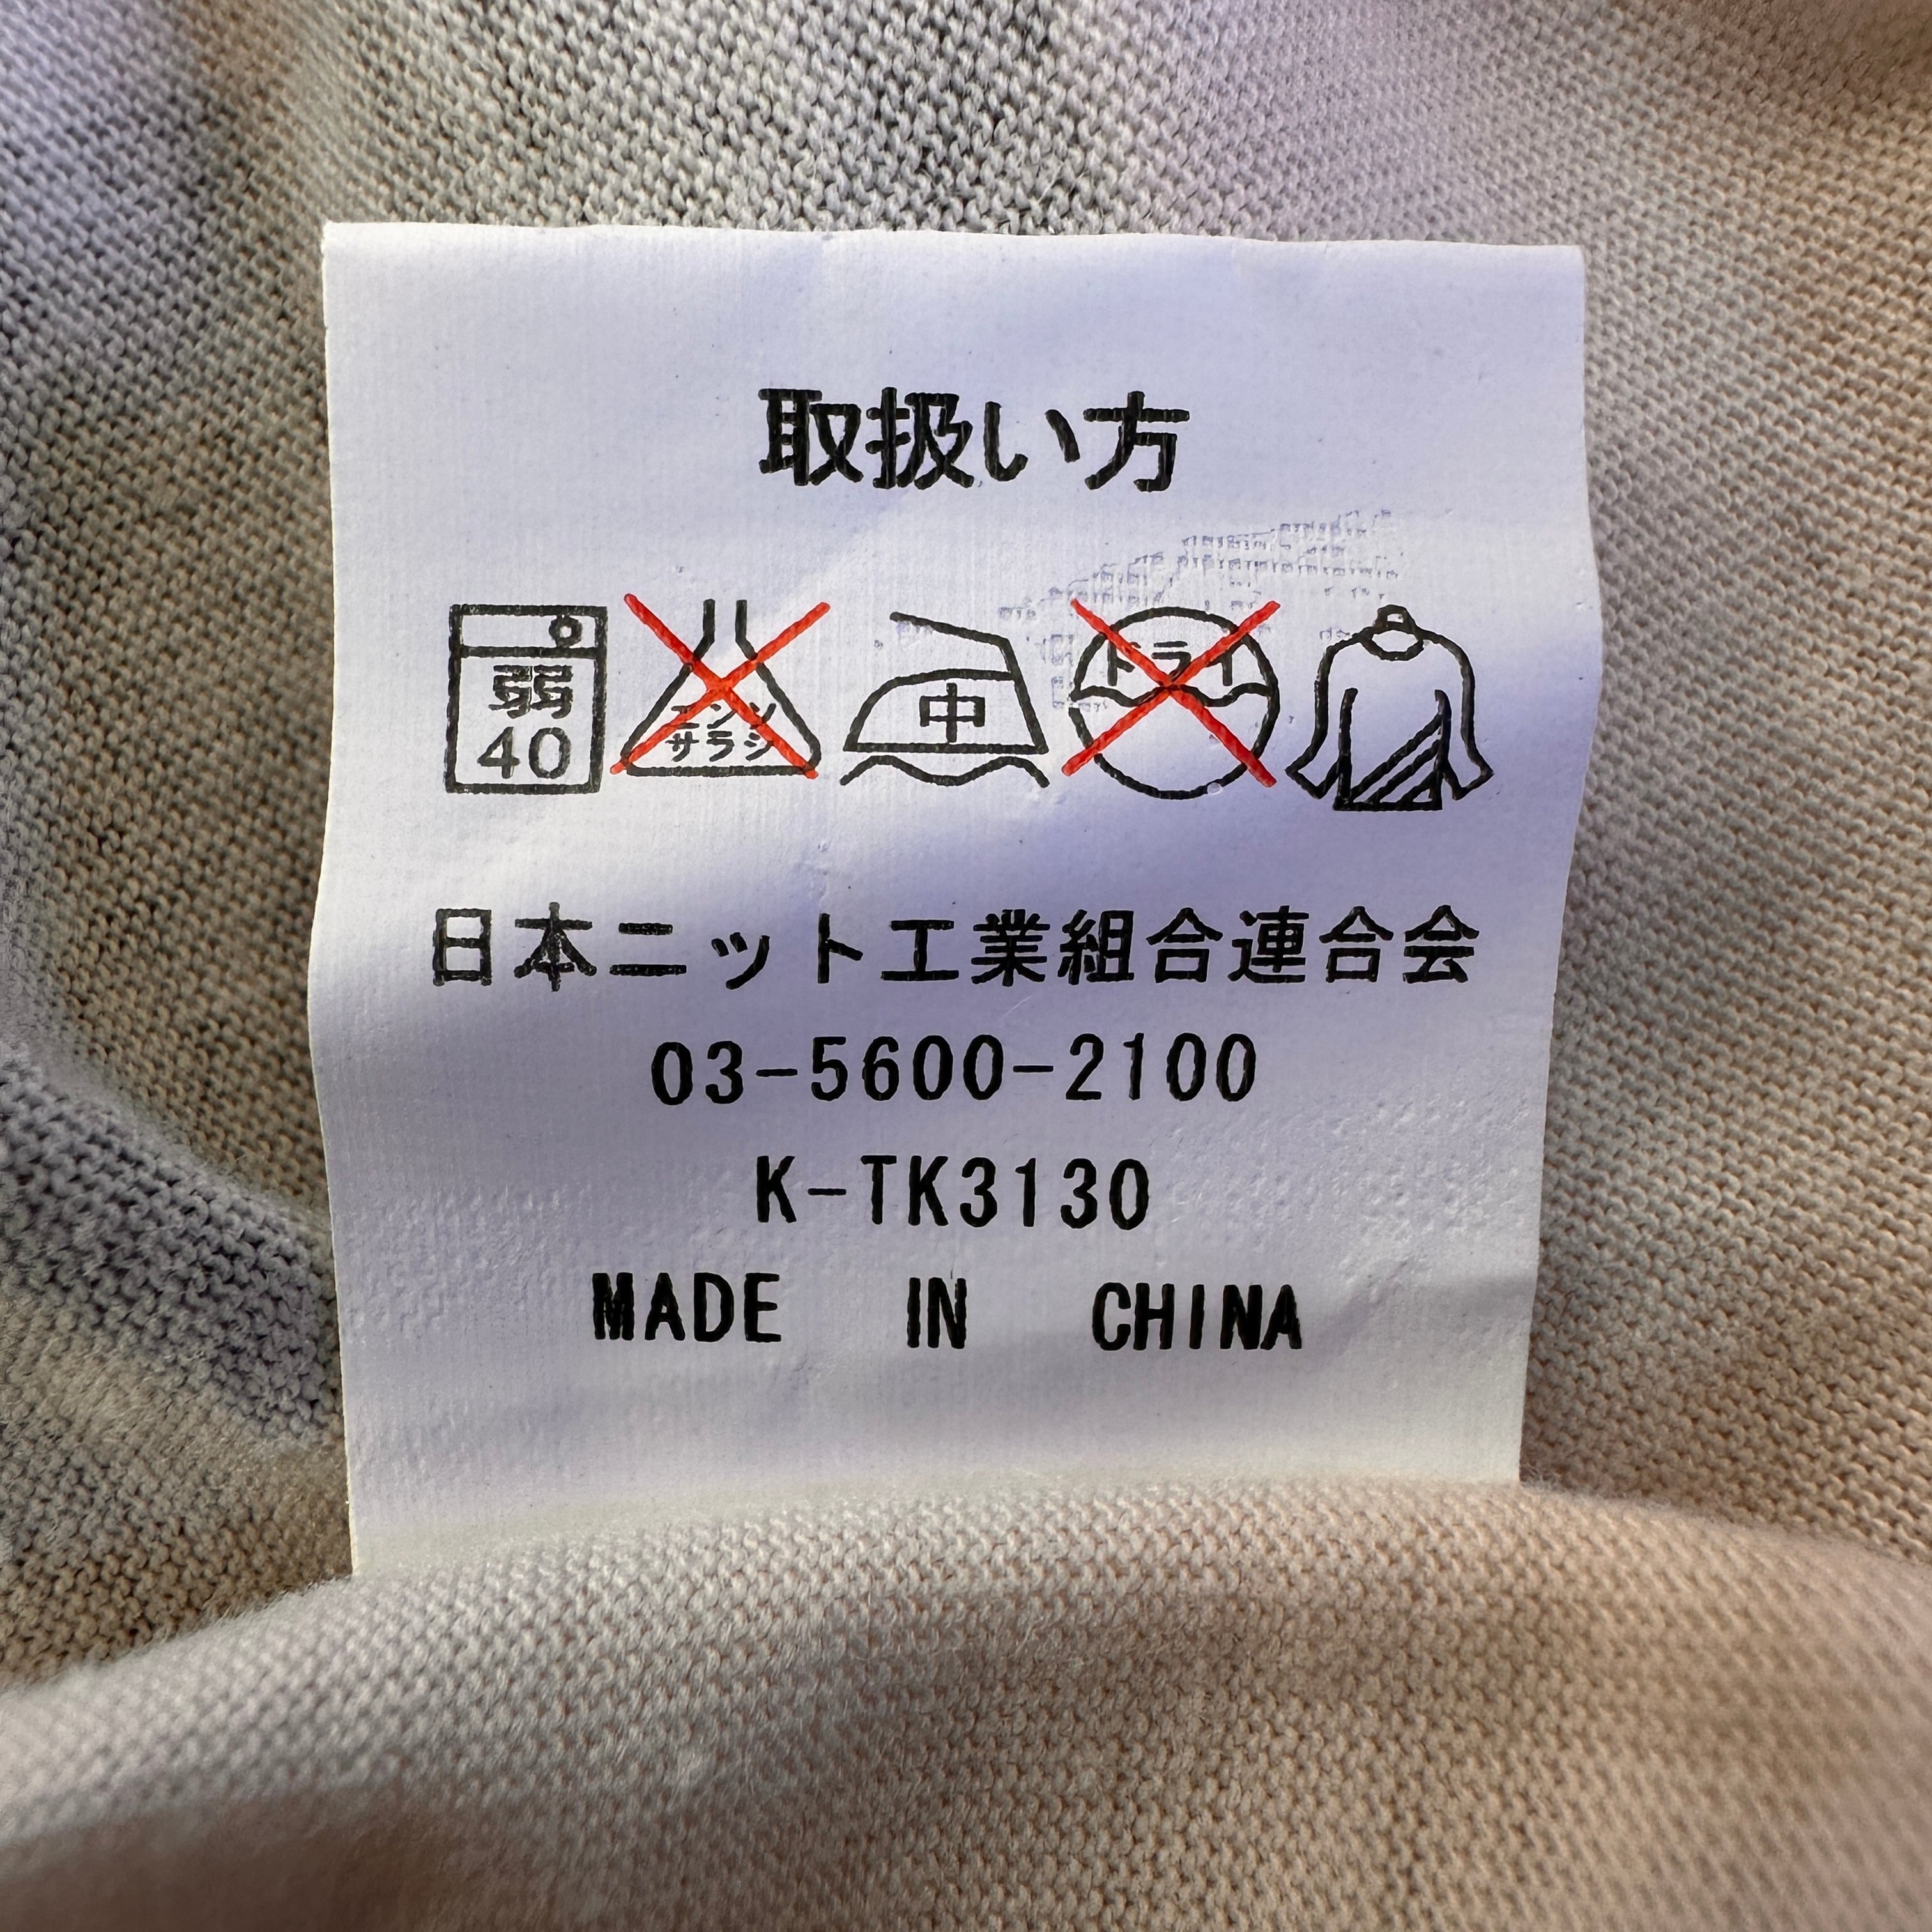 取扱い方
弱 エンソ 中 ドライ
40 サラシ
日本ニット工業組合連合会
03-5600-2100
K-TK3130
MADE IN CHINA